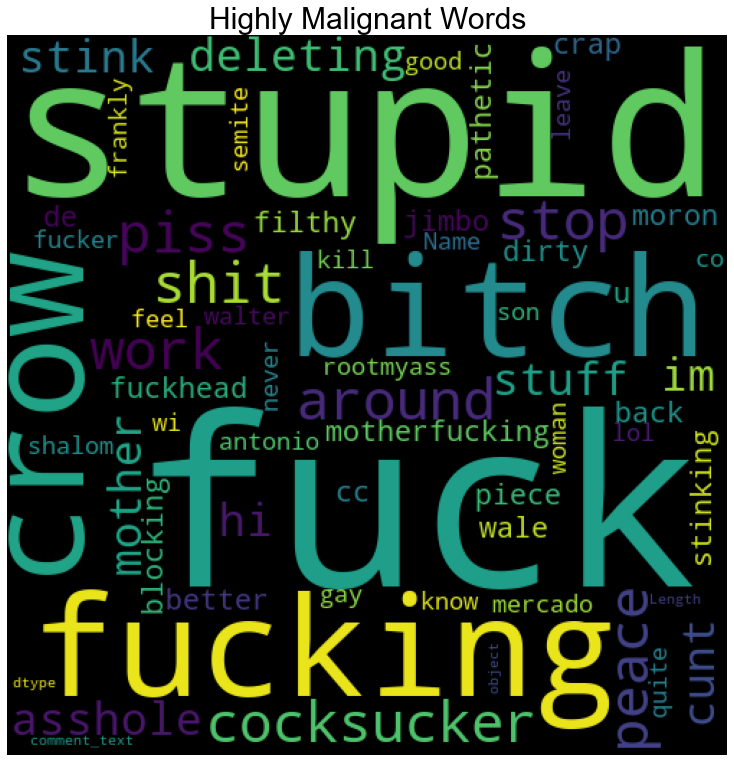 Highly Malignant Words
stink
deleting
good
crap
stupid
frankly
semite
pathetic
leave
de
fucker
piss
filthy
jimbo
Name
stop
moron
dirty
co
kill
shit
bitch
son
u
crow
feel
walter
work
rootmyass
never
around
stuff
im
fuckhead
back
wi
antonio
motherfucking
woman
lol
shalom
mother
fuck
stinking
blocking
hi
cc
piece
wale
better
gay
know
mercado
peace
Length
fucking
cunt
quite
dtype
object
asshole
cocksucker
comment_text